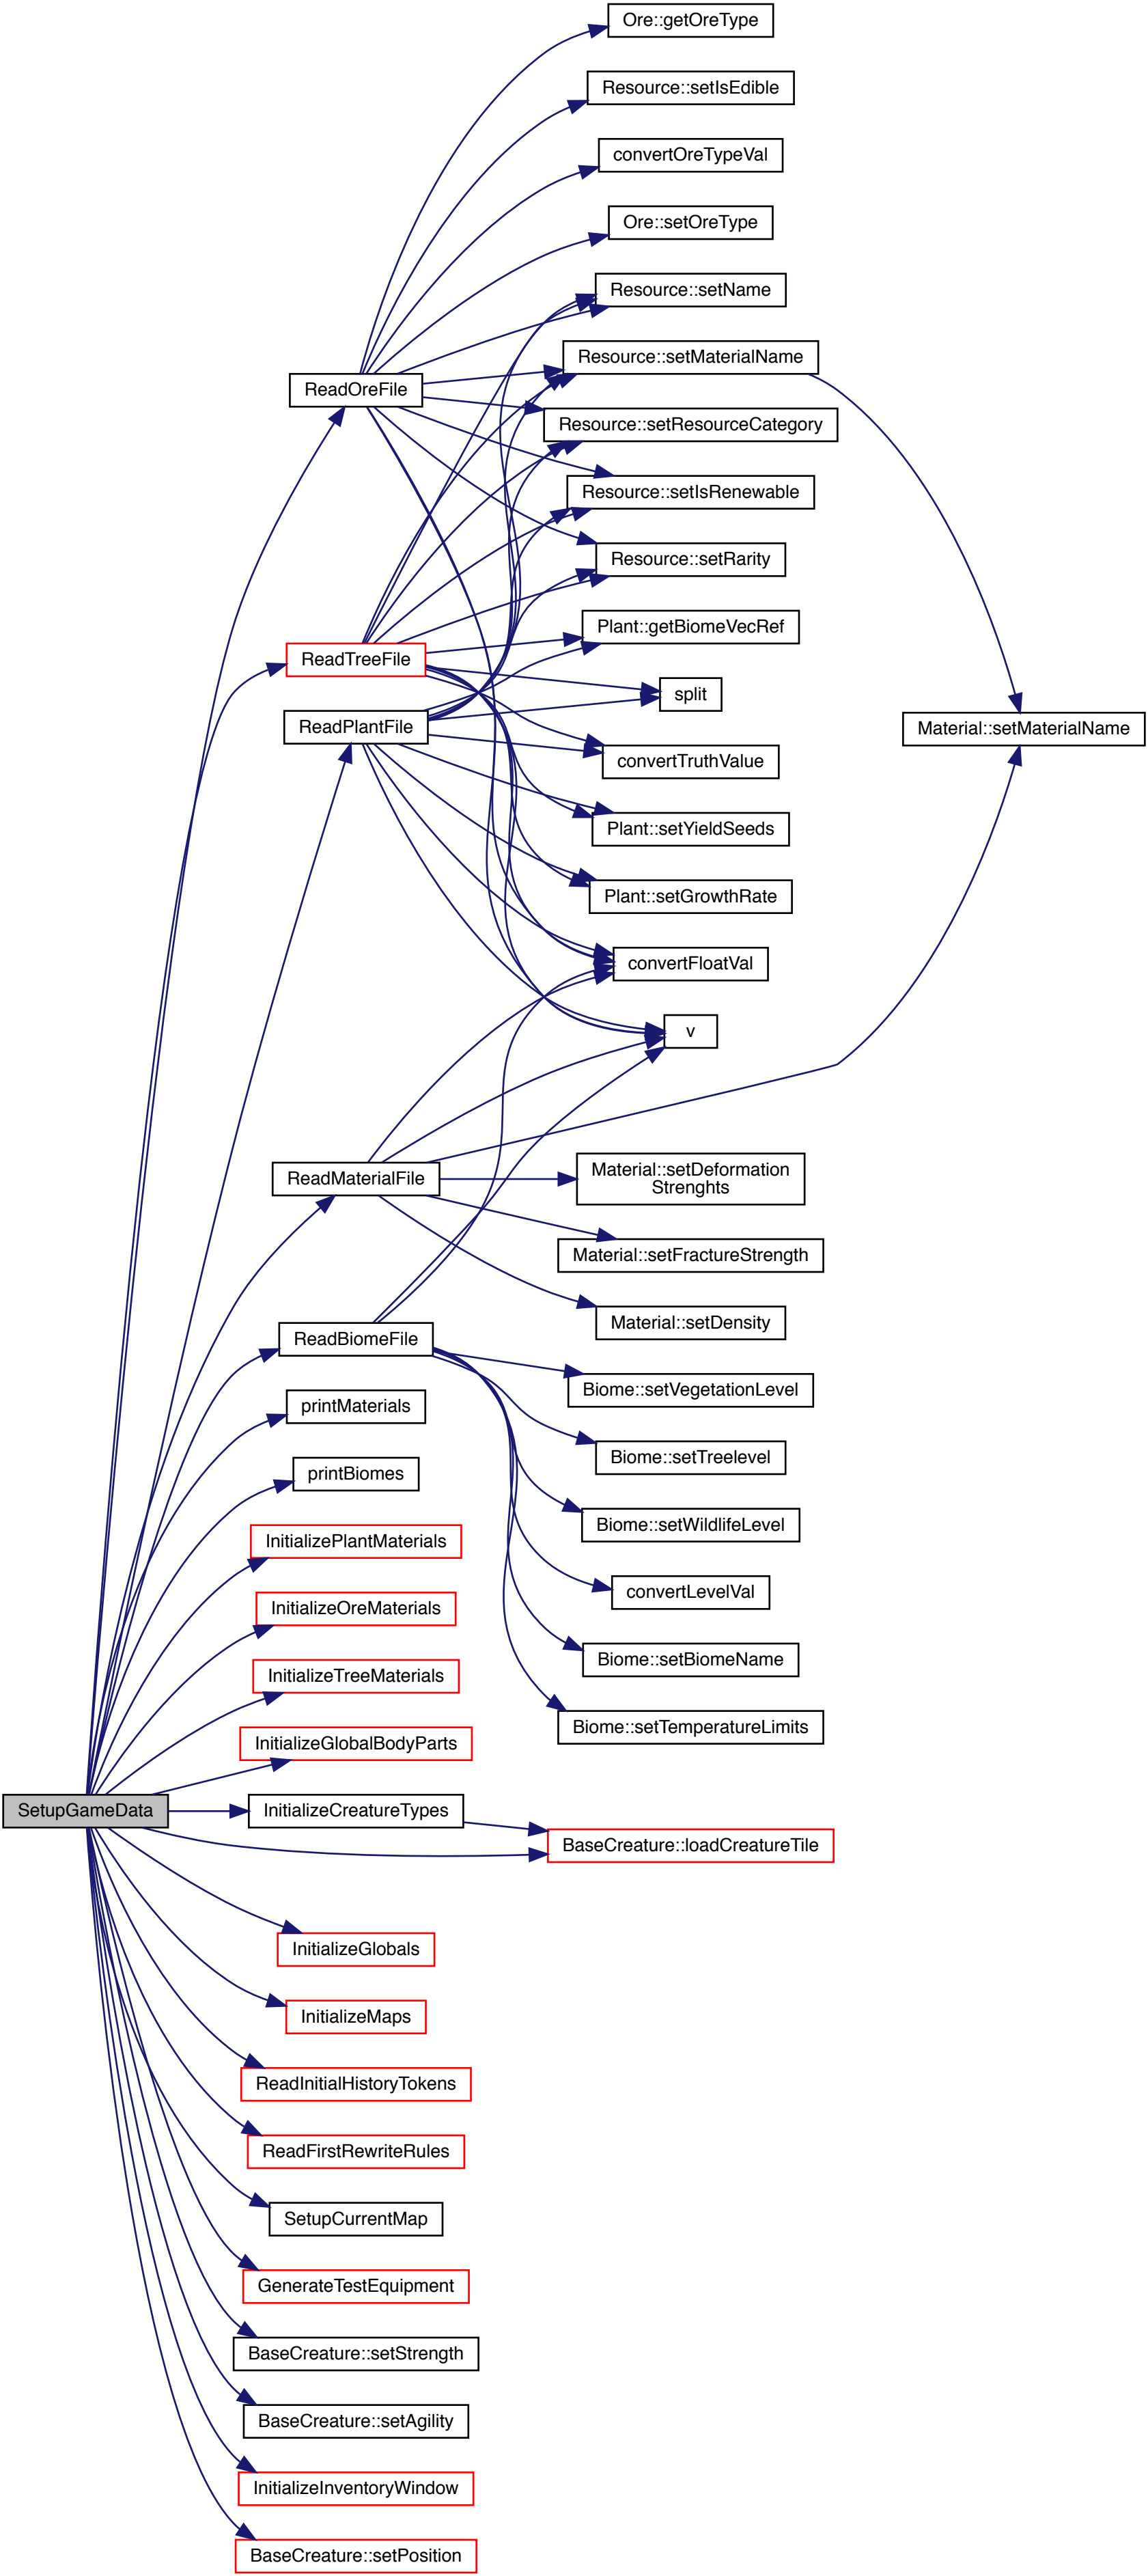 Ore::getOreType
Resource::setIsEdible
convertOreTypeVal
Ore::setOreType
Resource::setName
Resource::setMaterialName
ReadOreFile
Resource::setResourceCategory
Resource::setIsRenewable
Resource::setRarity
Plant::getBiomeVecRef
ReadTreeFile
split
ReadPlantFile
Material::setMaterialName
convertTruthValue
Plant::setYieldSeeds
Plant::setGrowthRate
convertFloatVal
v
Material::setDeformation
Strenghts
ReadMaterialFile
Material::setFractureStrength
Material::setDensity
ReadBiomeFile
Biome::setVegetationLevel
printMaterials
Biome::setTreelevel
printBiomes
Biome::setWildlifeLevel
InitializePlantMaterials
convertLevelVal
InitializeOreMaterials
Biome::setBiomeName
InitializeTreeMaterials
Biome::setTemperatureLimits
InitializeGlobalBodyParts
SetupGameData
InitializeCreatureTypes
BaseCreature::loadCreatureTile
InitializeGlobals
InitializeMaps
ReadInitialHistoryTokens
ReadFirstRewriteRules
SetupCurrentMap
GenerateTestEquipment
BaseCreature::setStrength
BaseCreature::setAgility
InitializeInventoryWindow
BaseCreature::setPosition